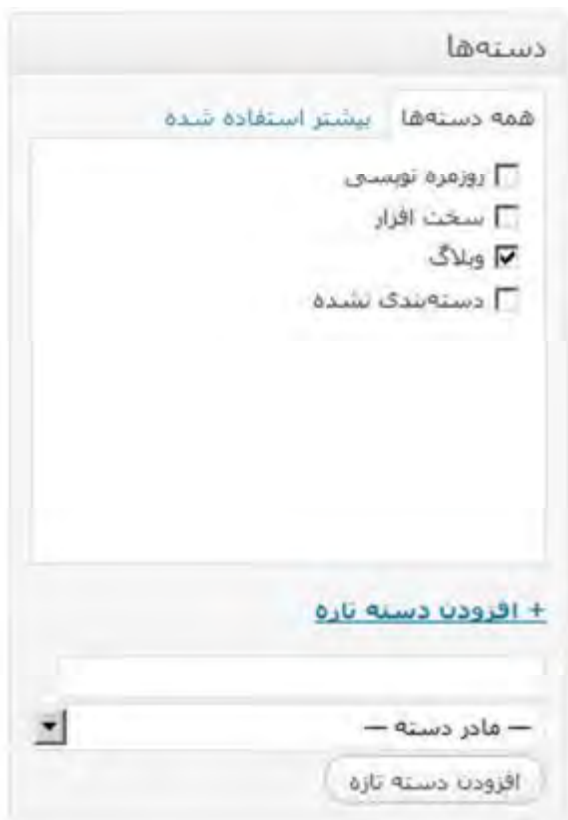 دسته‌ها
همه دسته‌ها بیشتر استفاده شده
روزمره نویسی
سخت افزار
وبلاگ
دسته‌بندی نشده
+ افزودن دسته تازه
— مادر دسته —
افزودن دسته تازه